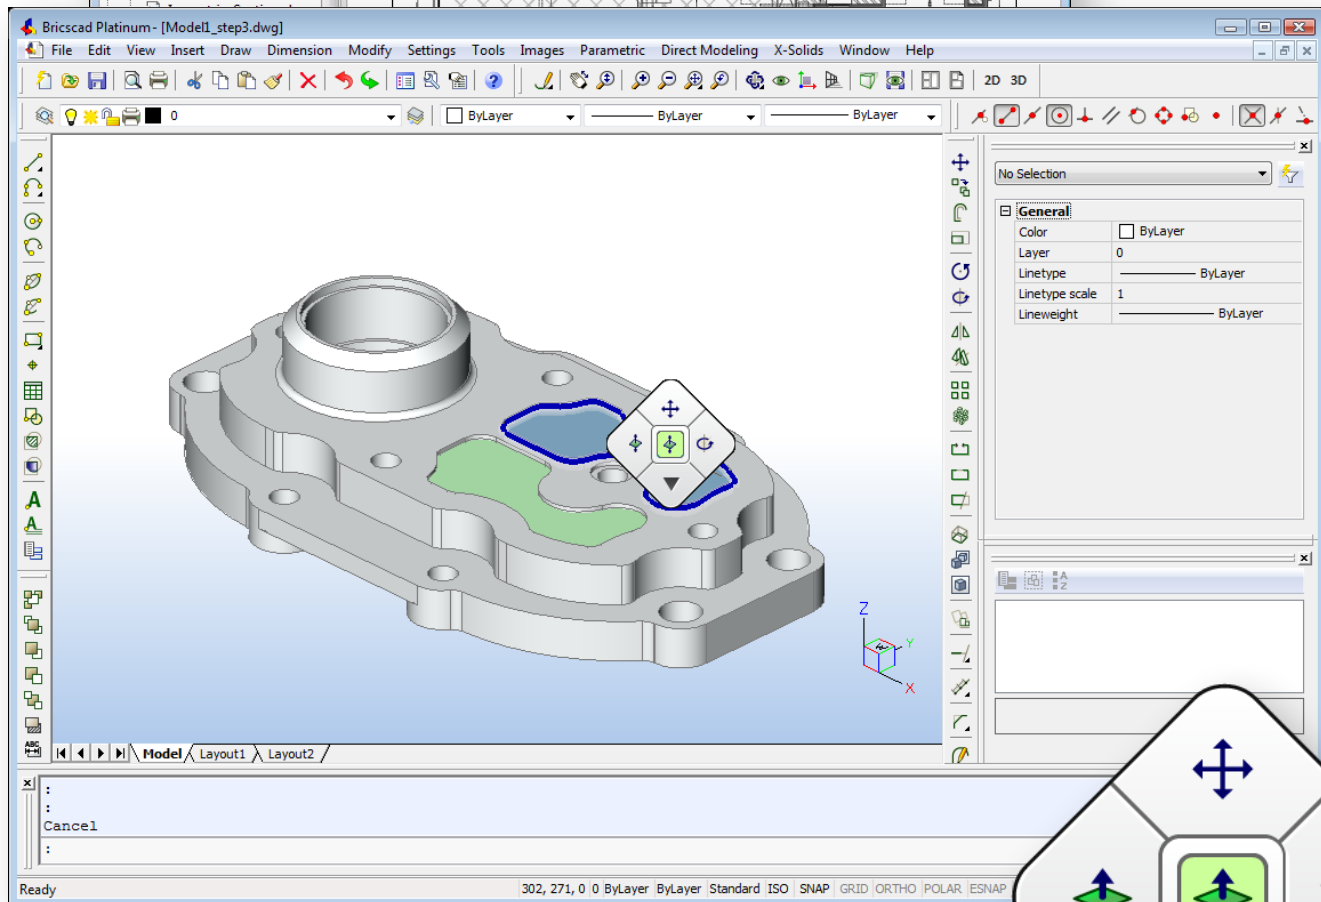 Bricscad Platinum - [Model1_step3.dwg]
File Edit View Insert Draw Dimension Modify Settings Tools Images Parametric Direct Modeling X-Solids Window Help
2D 3D
0 ByLayer ByLayer ByLayer
No Selection
General
Color ByLayer
Layer 0
Linetype ByLayer
Linetype scale 1
Lineweight ByLayer
A
A
Z
Y
X
ABC
Model Layout1 Layout2
:
:
Cancel
:
Ready 302, 271, 0 0 ByLayer ByLayer Standard ISO SNAP GRID ORTHO POLAR ESNAP